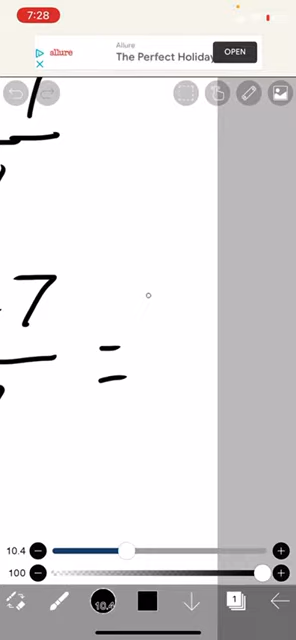 7:28
Allure
allure
The Perfect Holiday
OPEN
7
=
10.4
100
10.4
1